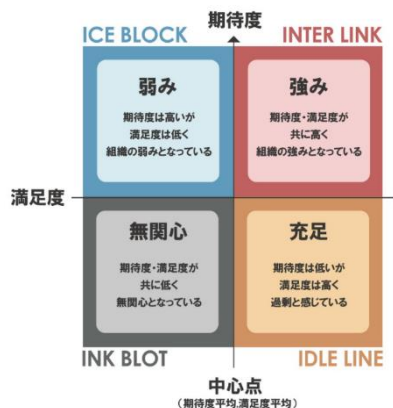 期待度
ICE BLOCK
INTER LINK
弱み
期待度は高いが
満足度は低く
組織の弱みとなっている
強み
期待度・満足度が
共に高く
組織の強みとなっている
満足度
無関心
期待度・満足度が
共に低く
無関心となっている
充足
期待度は低いが
満足度は高く
過剰と感じている
INK BLOT
IDLE LINE
中心点
(期待度平均,満足度平均)